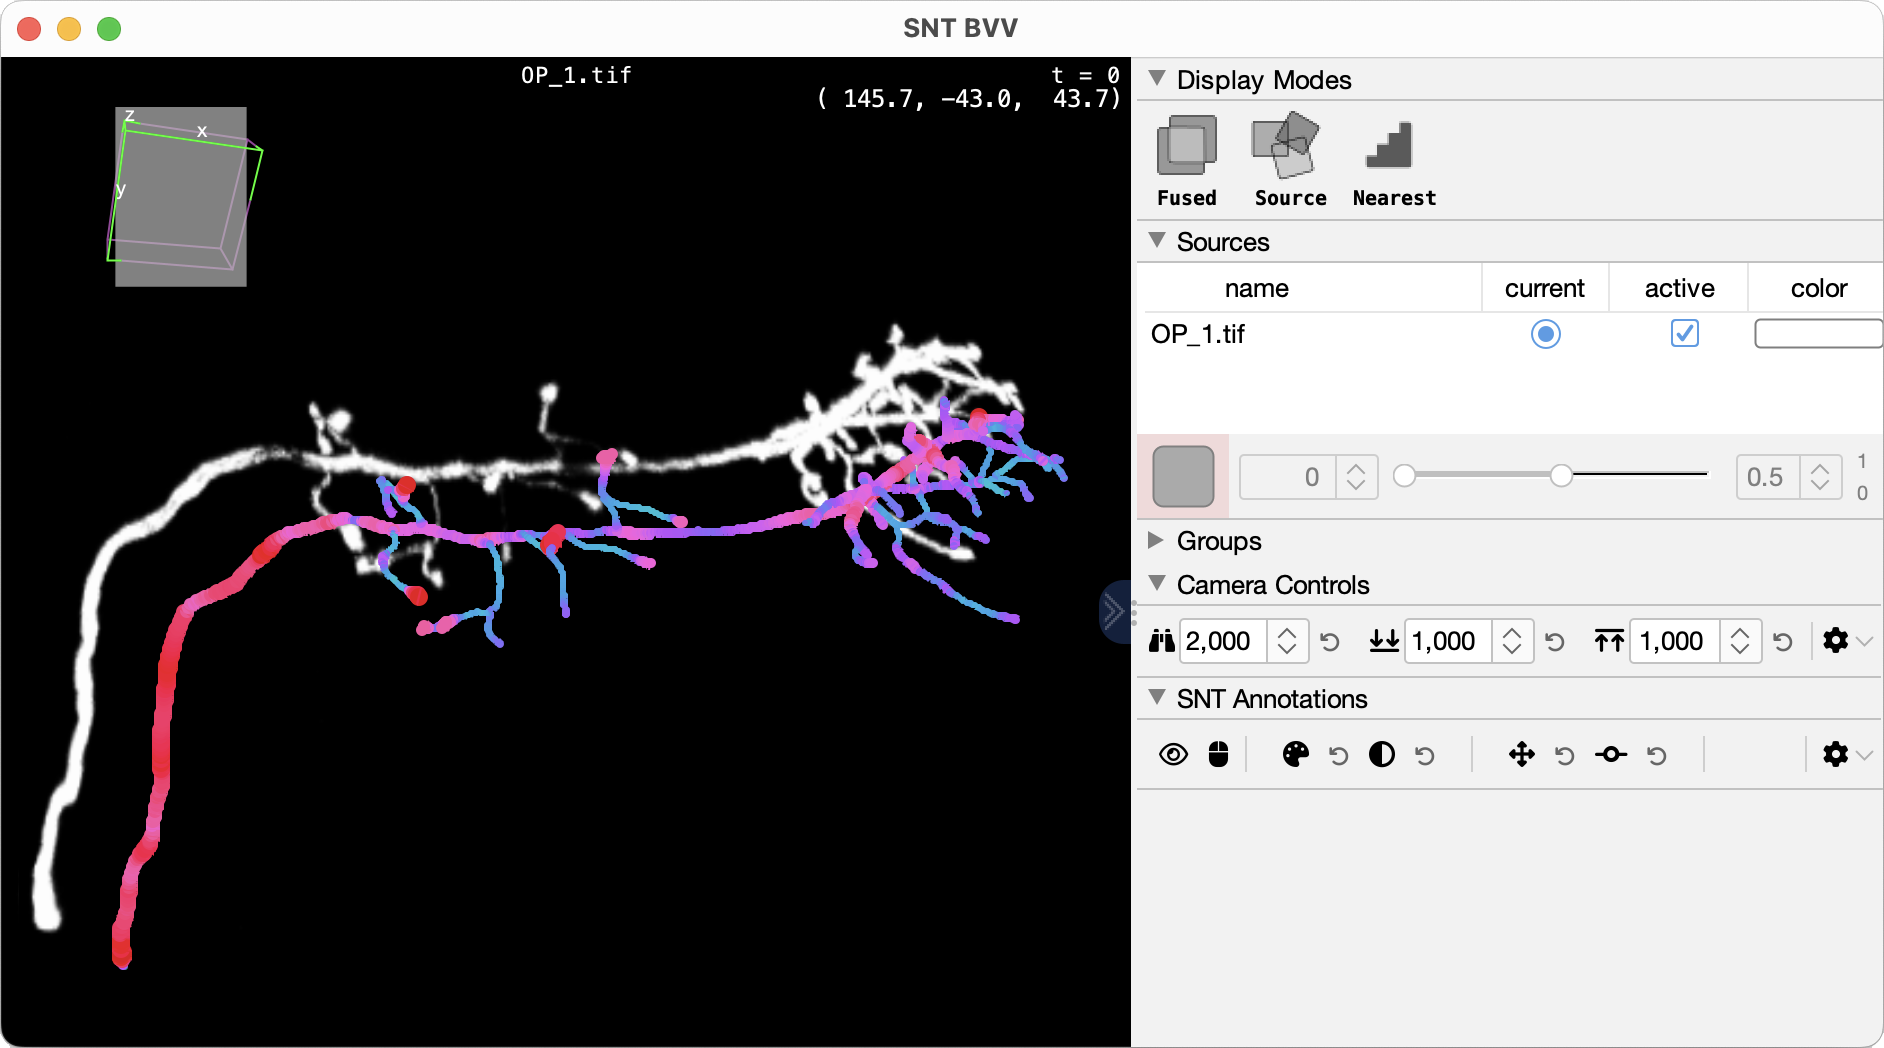 SNT BVV
OP_1.tif
t = 0
( 145.7, -43.0,  43.7)
z
x
y
Display Modes
Fused Source Nearest
Sources
name current active color
OP_1.tif
0 0.5 1
0
Groups
Camera Controls
2,000 1,000 1,000
SNT Annotations